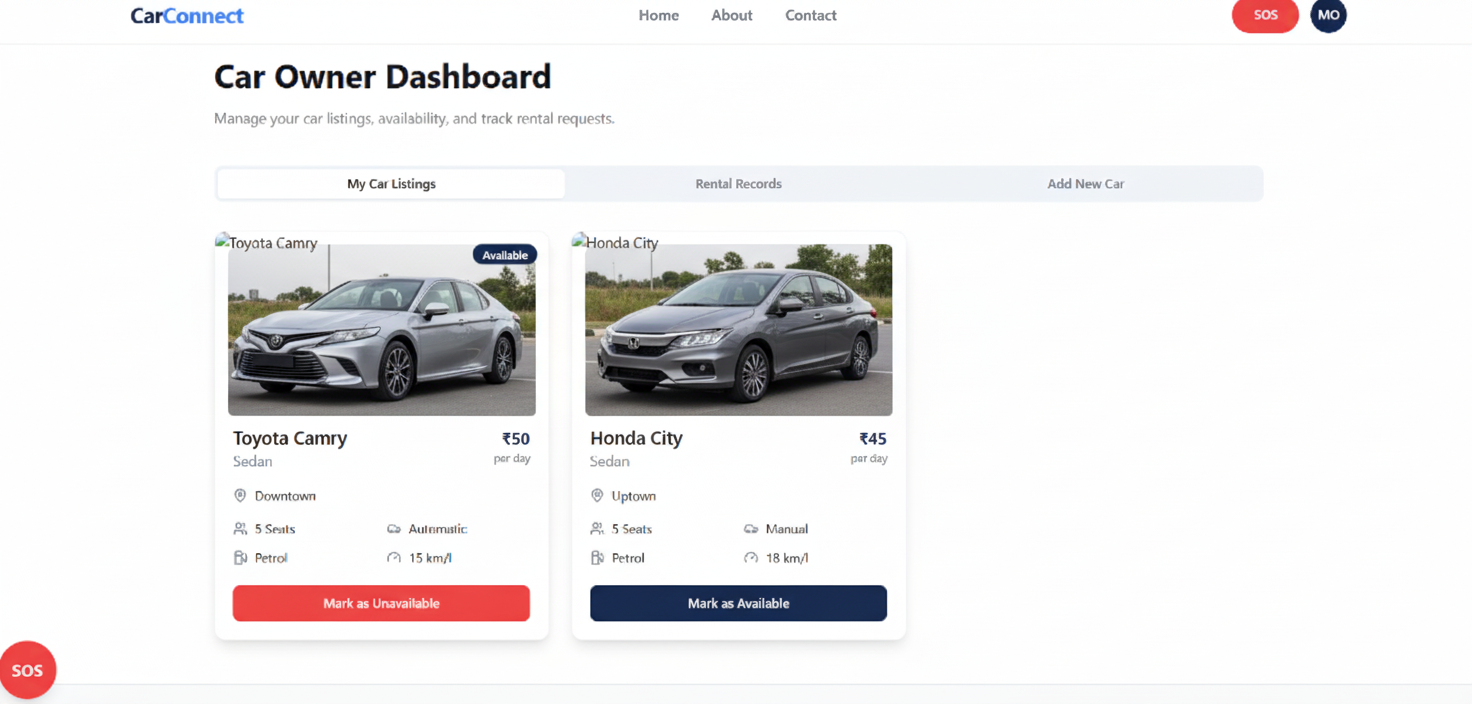 CarConnect
Home About Contact
SOS
MO
Car Owner Dashboard
Manage your car listings, availability, and track rental requests.
My Car Listings
Rental Records
Add New Car
Toyota Camry
Available
Toyota Camry
₹50
Sedan
per day
Downtown
5 Seats
Automatic
Petrol
15 km/l
Mark as Unavailable
Honda City
Honda City
₹45
Sedan
per day
Uptown
5 Seats
Manual
Petrol
18 km/l
Mark as Available
SOS